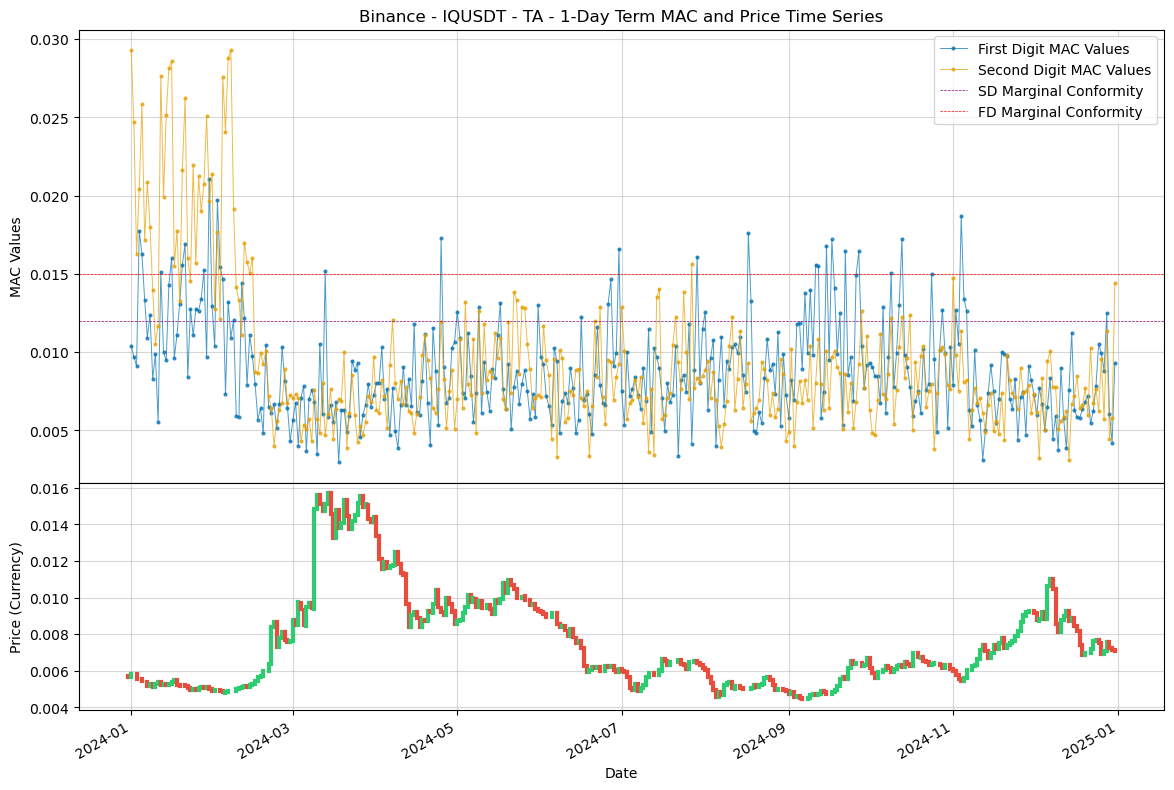 Binance - IQUSDT - TA - 1-Day Term MAC and Price Time Series
0.030
0.025
0.020
0.015
0.010
0.005
MAC Values
First Digit MAC Values
Second Digit MAC Values
SD Marginal Conformity
FD Marginal Conformity
0.016
0.014
0.012
0.010
0.008
0.006
0.004
Price (Currency)
2024-01
2024-03
2024-05
2024-07
2024-09
2024-11
2025-01
Date